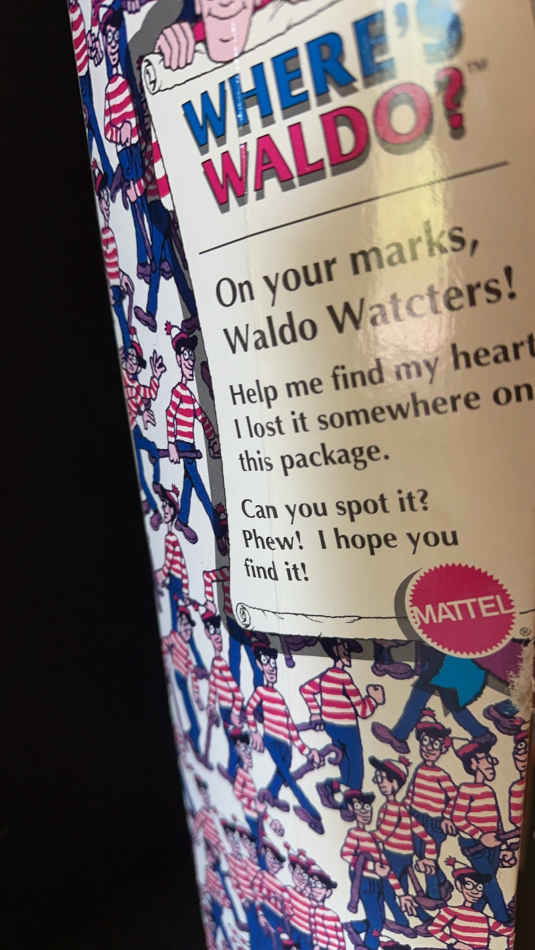 WHERE'S
WALDO?™
On your marks,
Waldo Watcters!
Help me find my heart
I lost it somewhere on
this package.
Can you spot it?
Phew! I hope you
find it!
MATTEL
®